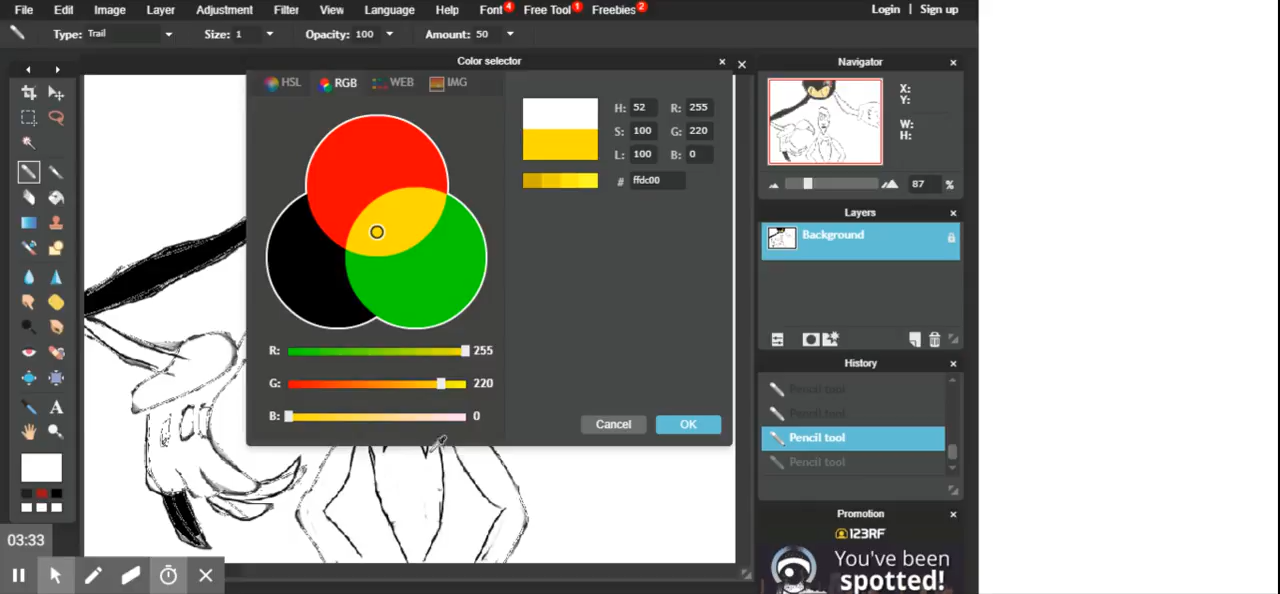 File Edit Image Layer Adjustment Filter View Language Help Font 4 Free Tool 1 Freebies 2 Login | Sign up
Type: Trail Size: 1 Opacity: 100 Amount: 50
Color selector
HSL RGB WEB IMG
H: 52 R: 255
S: 100 G: 220
L: 100 B: 0
# ffdc00
R: 255
G: 220
B: 0
Cancel OK
Navigator
X:
Y:
W:
H:
87 %
Layers
Background
History
Pencil tool
Pencil tool
Pencil tool
Pencil tool
Promotion
123RF
You've been
spotted!
A
03:33